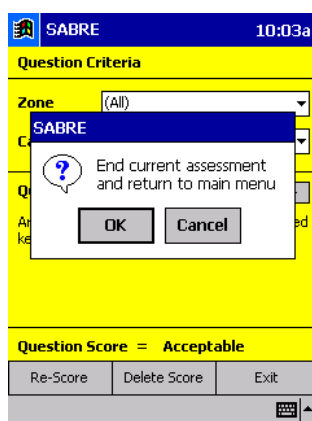 SABRE 10:03a
Question Criteria
Zone (All)
SABRE
End current assessment
and return to main menu
OK Cancel
Question Score = Acceptable
Re-Score Delete Score Exit